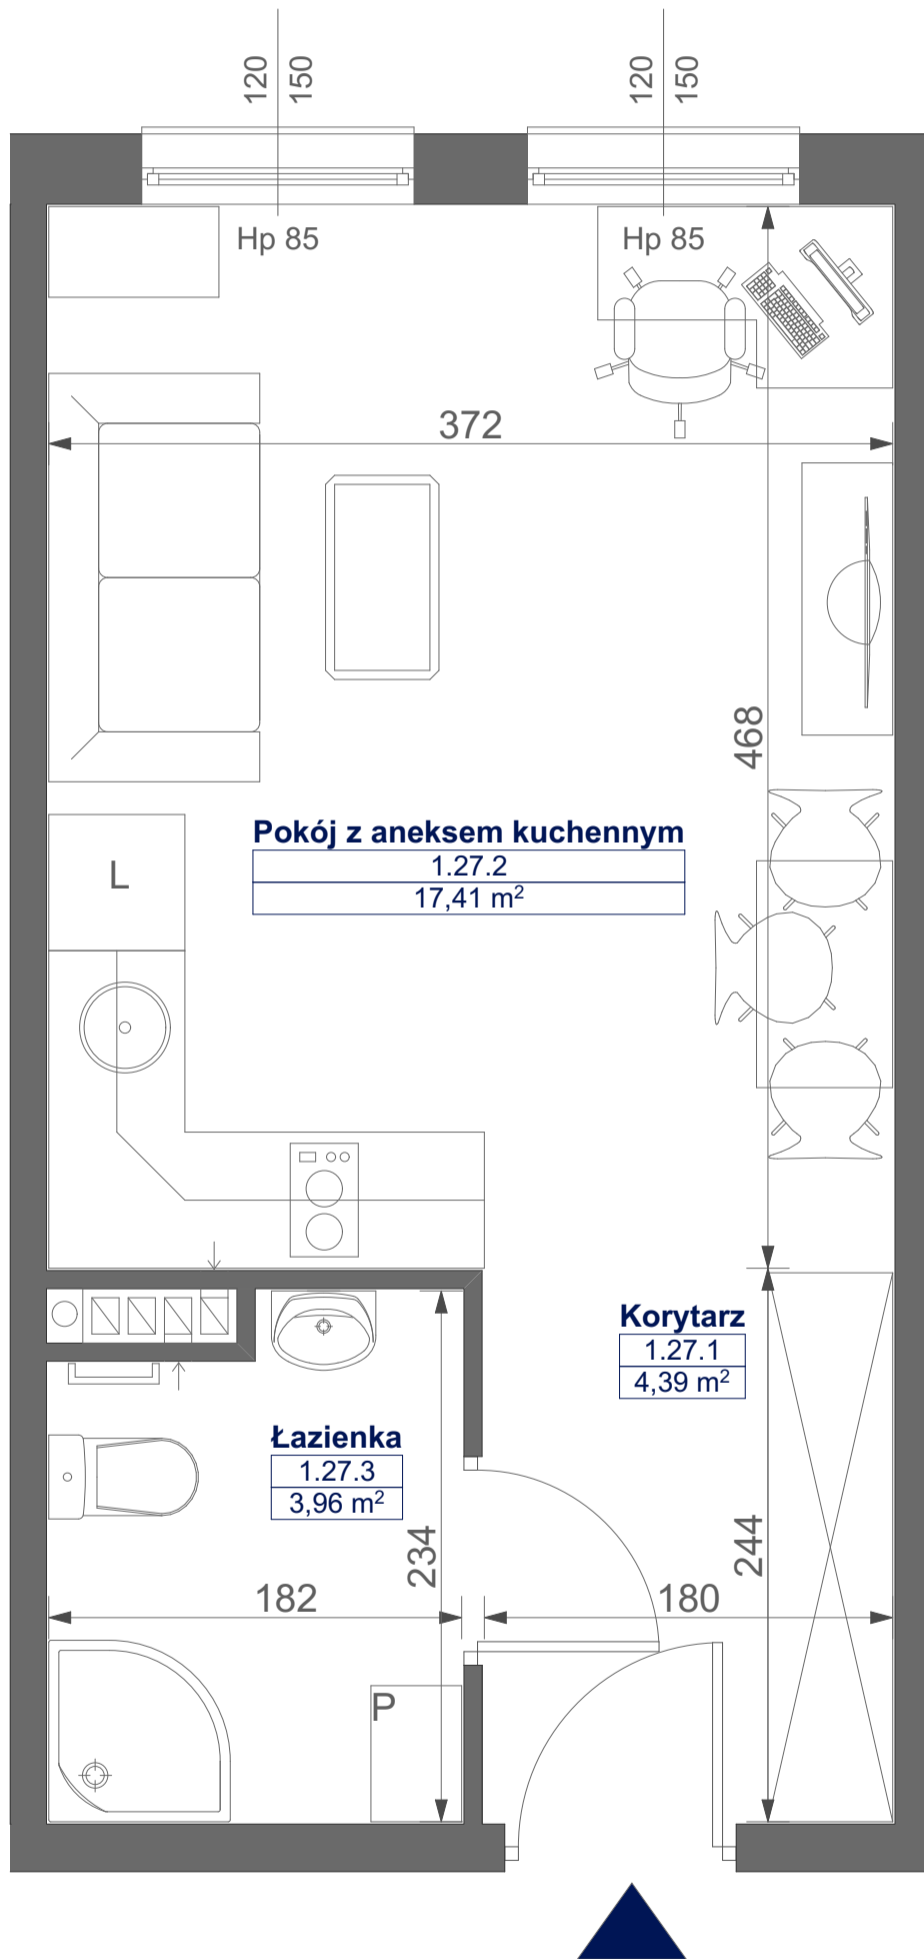 120
150
120
150
Hp 85
Hp 85
372
468
Pokój z aneksem kuchennym
1.27.2
17,41 m²
L
Korytarz
1.27.1
4,39 m²
Łazienka
1.27.3
3,96 m²
234
244
182
180
P